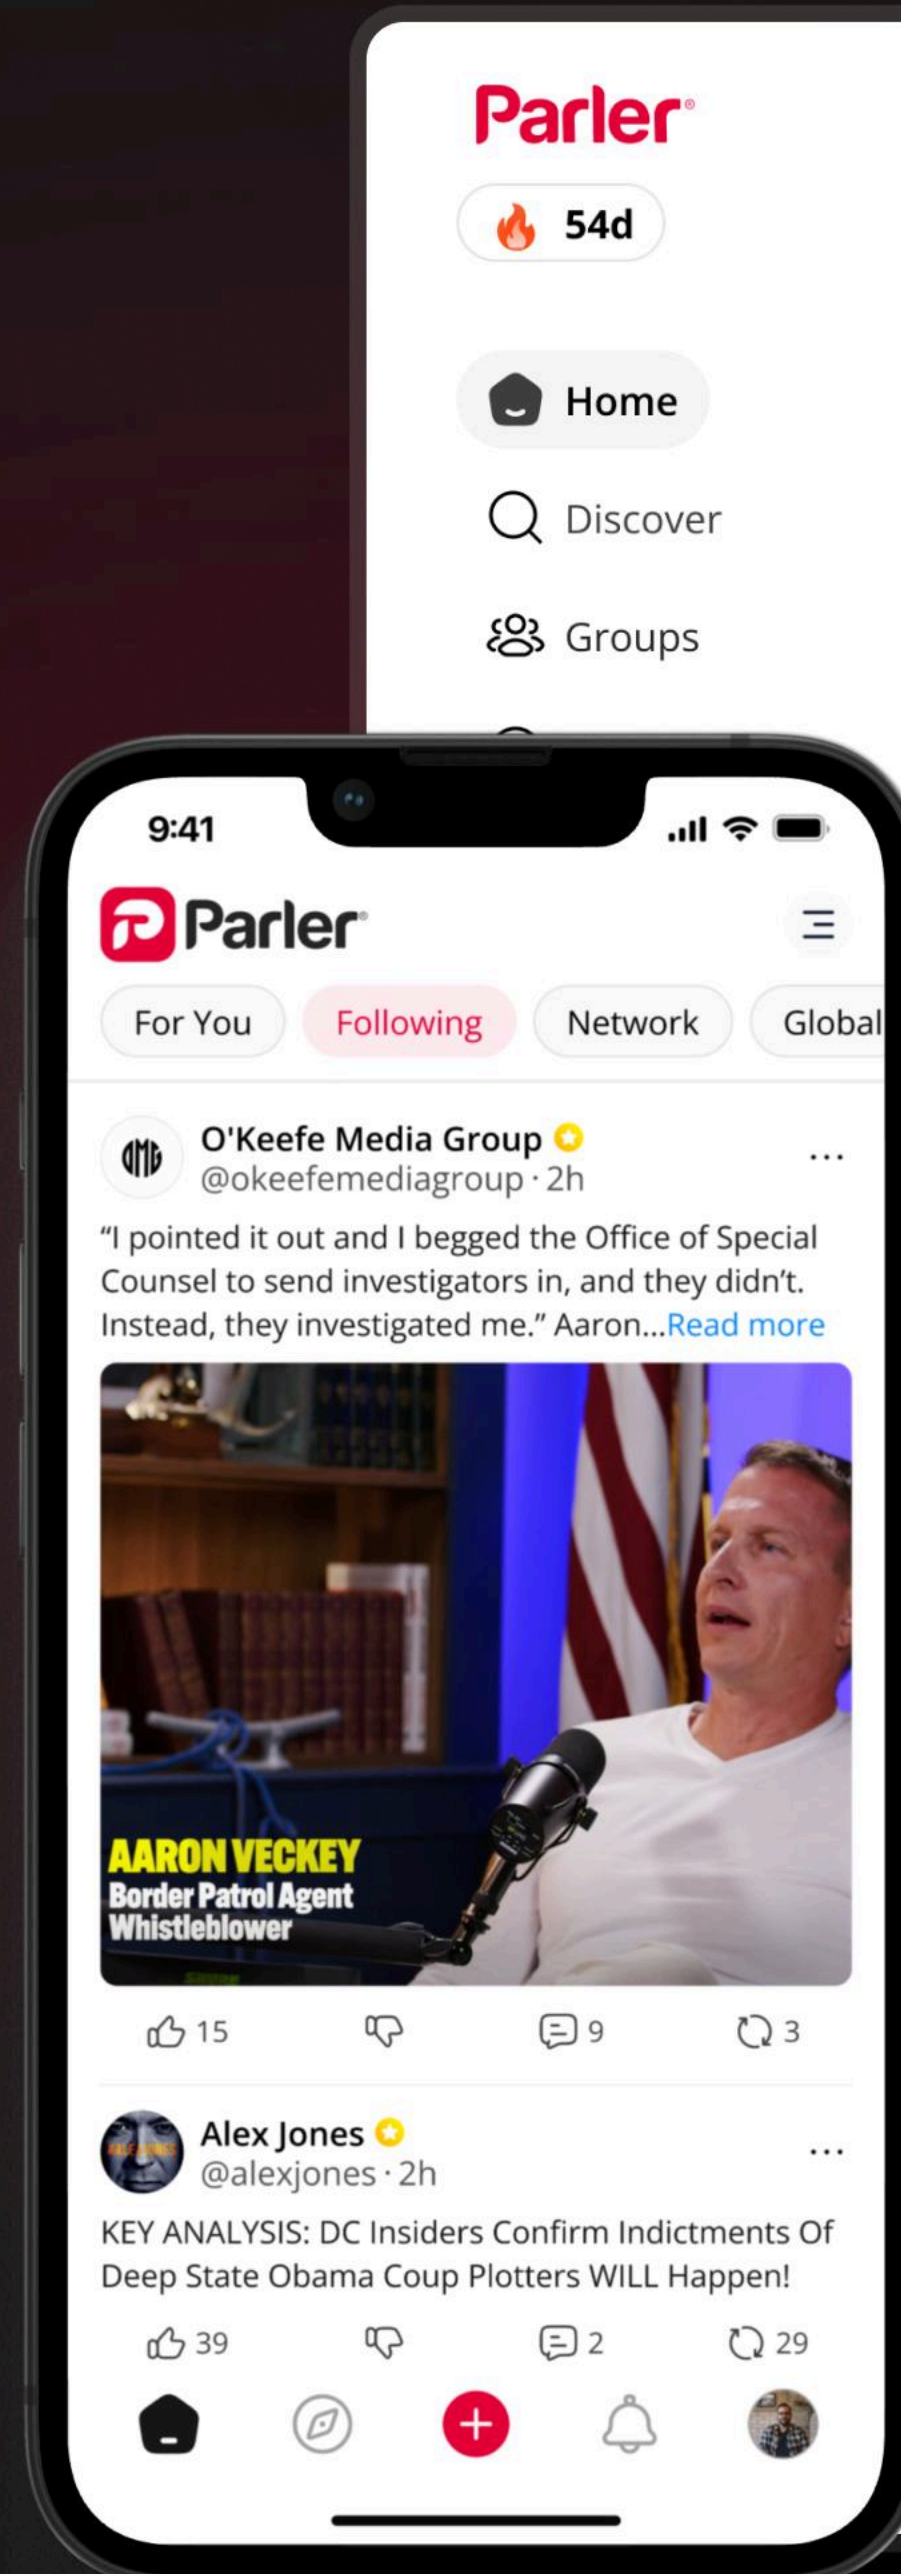 Parler®
54d
Home
Discover
Groups
9:41
Parler®
For You Following Network Global
OMG
O'Keefe Media Group
@okeefemediagroup · 2h
“I pointed it out and I begged the Office of Special
Counsel to send investigators in, and they didn’t.
Instead, they investigated me.” Aaron...Read more
AARON VECKEY
Border Patrol Agent
Whistleblower
15 9 3
Alex Jones
@alexjones · 2h
KEY ANALYSIS: DC Insiders Confirm Indictments Of
Deep State Obama Coup Plotters WILL Happen!
39 2 29